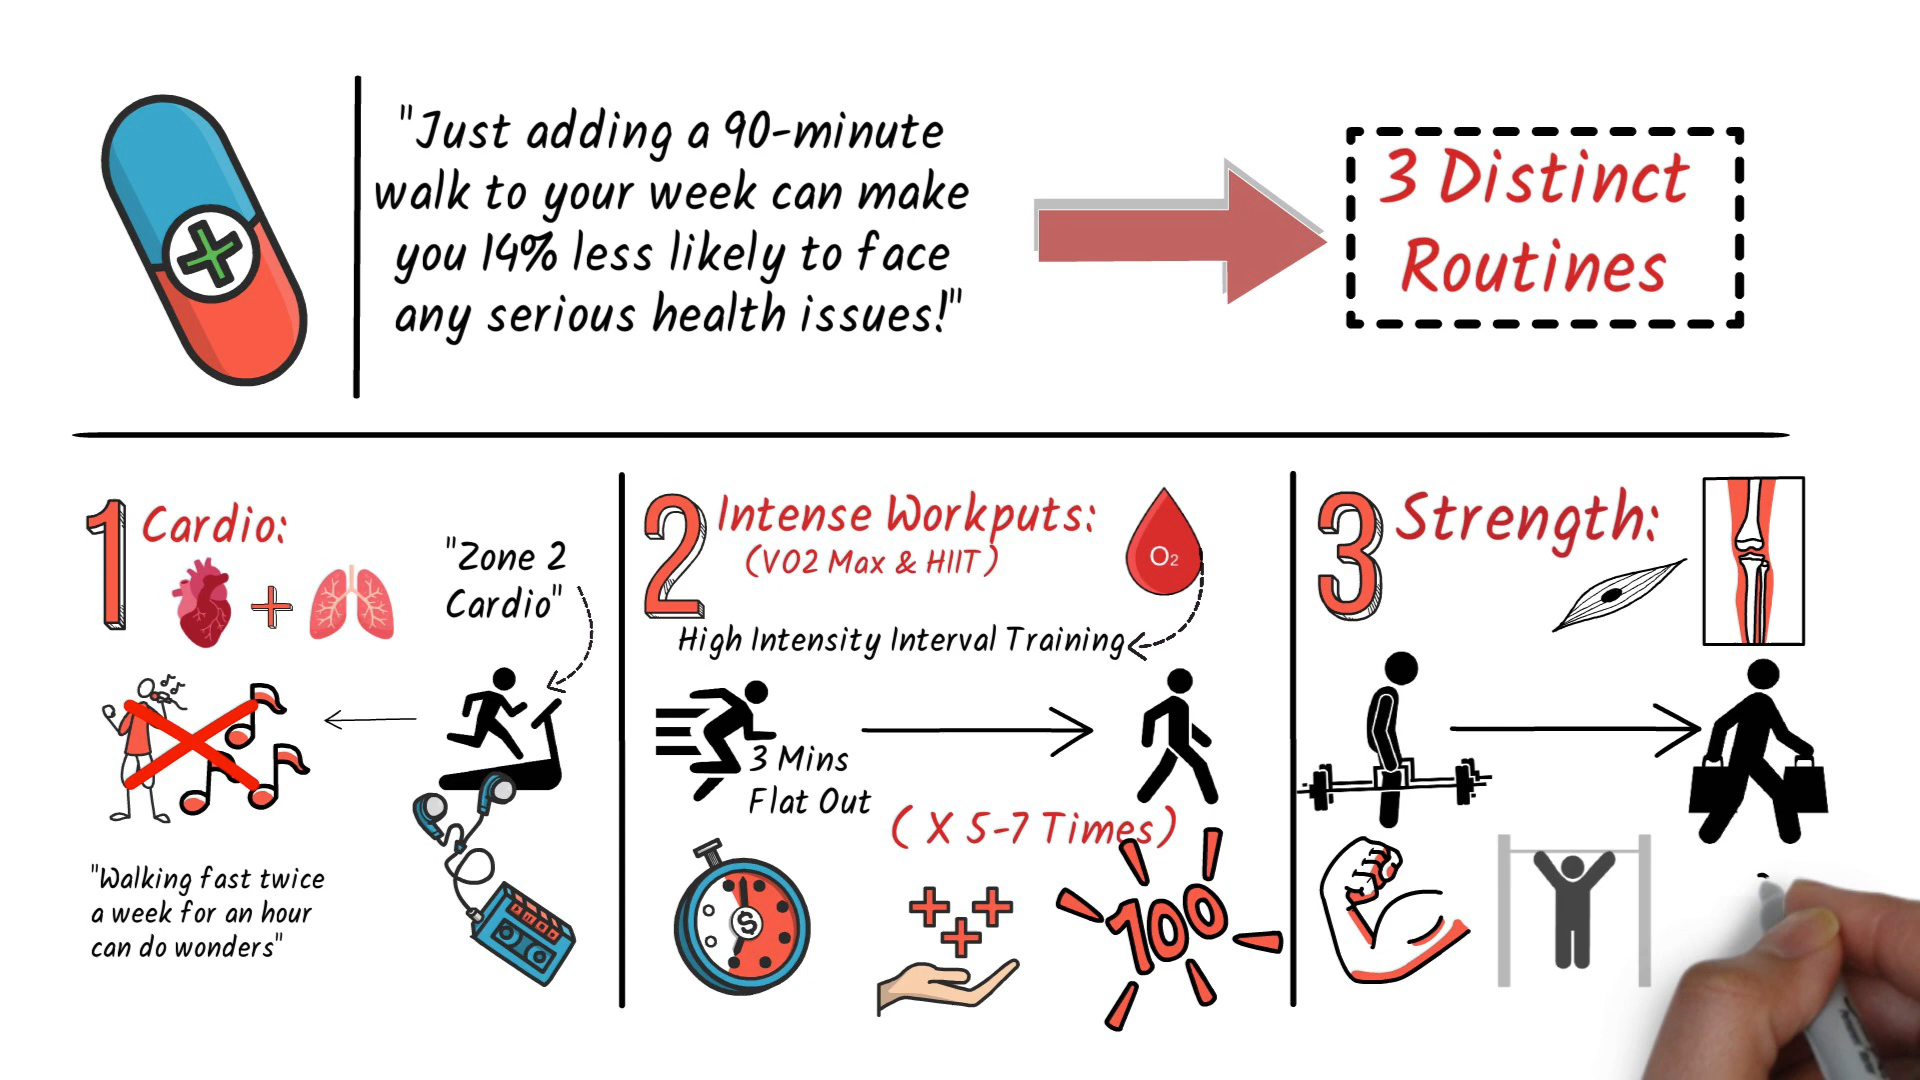 "Just adding a 90-minute
walk to your week can make
you 14% less likely to face
any serious health issues!"
3 Distinct
Routines
1 Cardio:
"Zone 2
Cardio"
"Walking fast twice
a week for an hour
can do wonders"
2 Intense Workputs:
(VO2 Max & HIIT)
O₂
High Intensity Interval Training
3 Mins
Flat Out
( X 5-7 Times)
$
100
3 Strength: